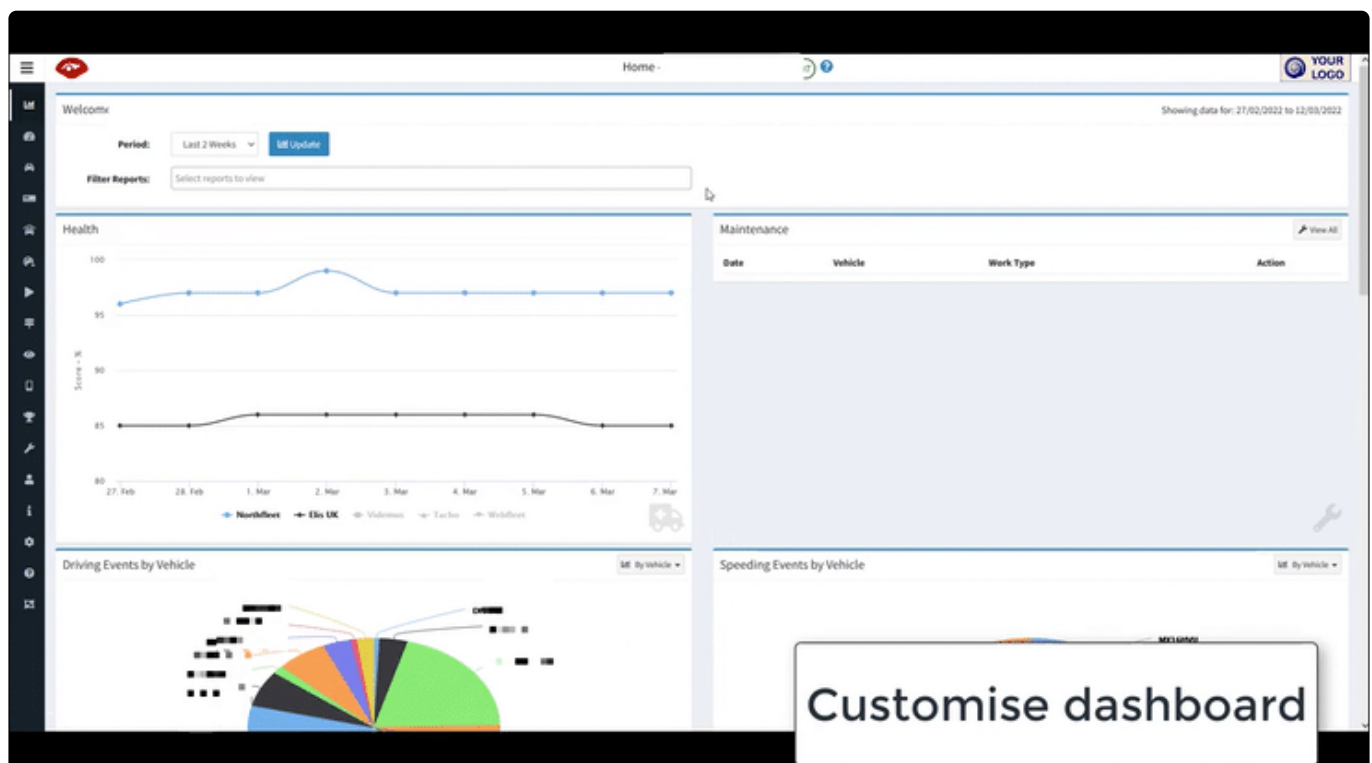 Home -
YOUR
LOGO
Welcome
Showing data for: 27/02/2022 to 12/03/2022
Period:
Last 2 Weeks
Update
Filter Reports:
Select reports to view
Health
Maintenance
View All
Date Vehicle Work Type Action
100
95
90
85
80
Score - %
27. Feb 28. Feb 1. Mar 2. Mar 3. Mar 4. Mar 5. Mar 6. Mar 7. Mar
Northfleet Elis UK Videmus Tacho Webfleet
Driving Events by Vehicle
By Vehicle
Speeding Events by Vehicle
By Vehicle
Customise dashboard